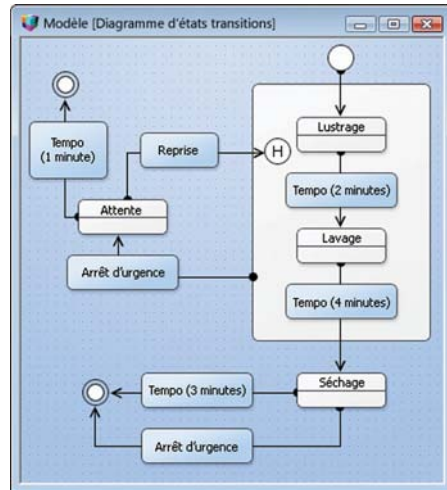 Modèle [Diagramme d'états transitions]
Tempo
(1 minute)
Reprise
H
Lustrage
Tempo (2 minutes)
Attente
Lavage
Arrêt d'urgence
Tempo (4 minutes)
Séchage
Tempo (3 minutes)
Arrêt d'urgence